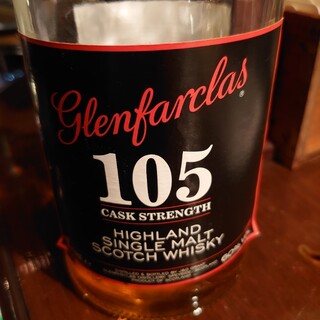 Glenfarclas®
105
CASK STRENGTH
HIGHLAND
SINGLE MALT
SCOTCH WHISKY